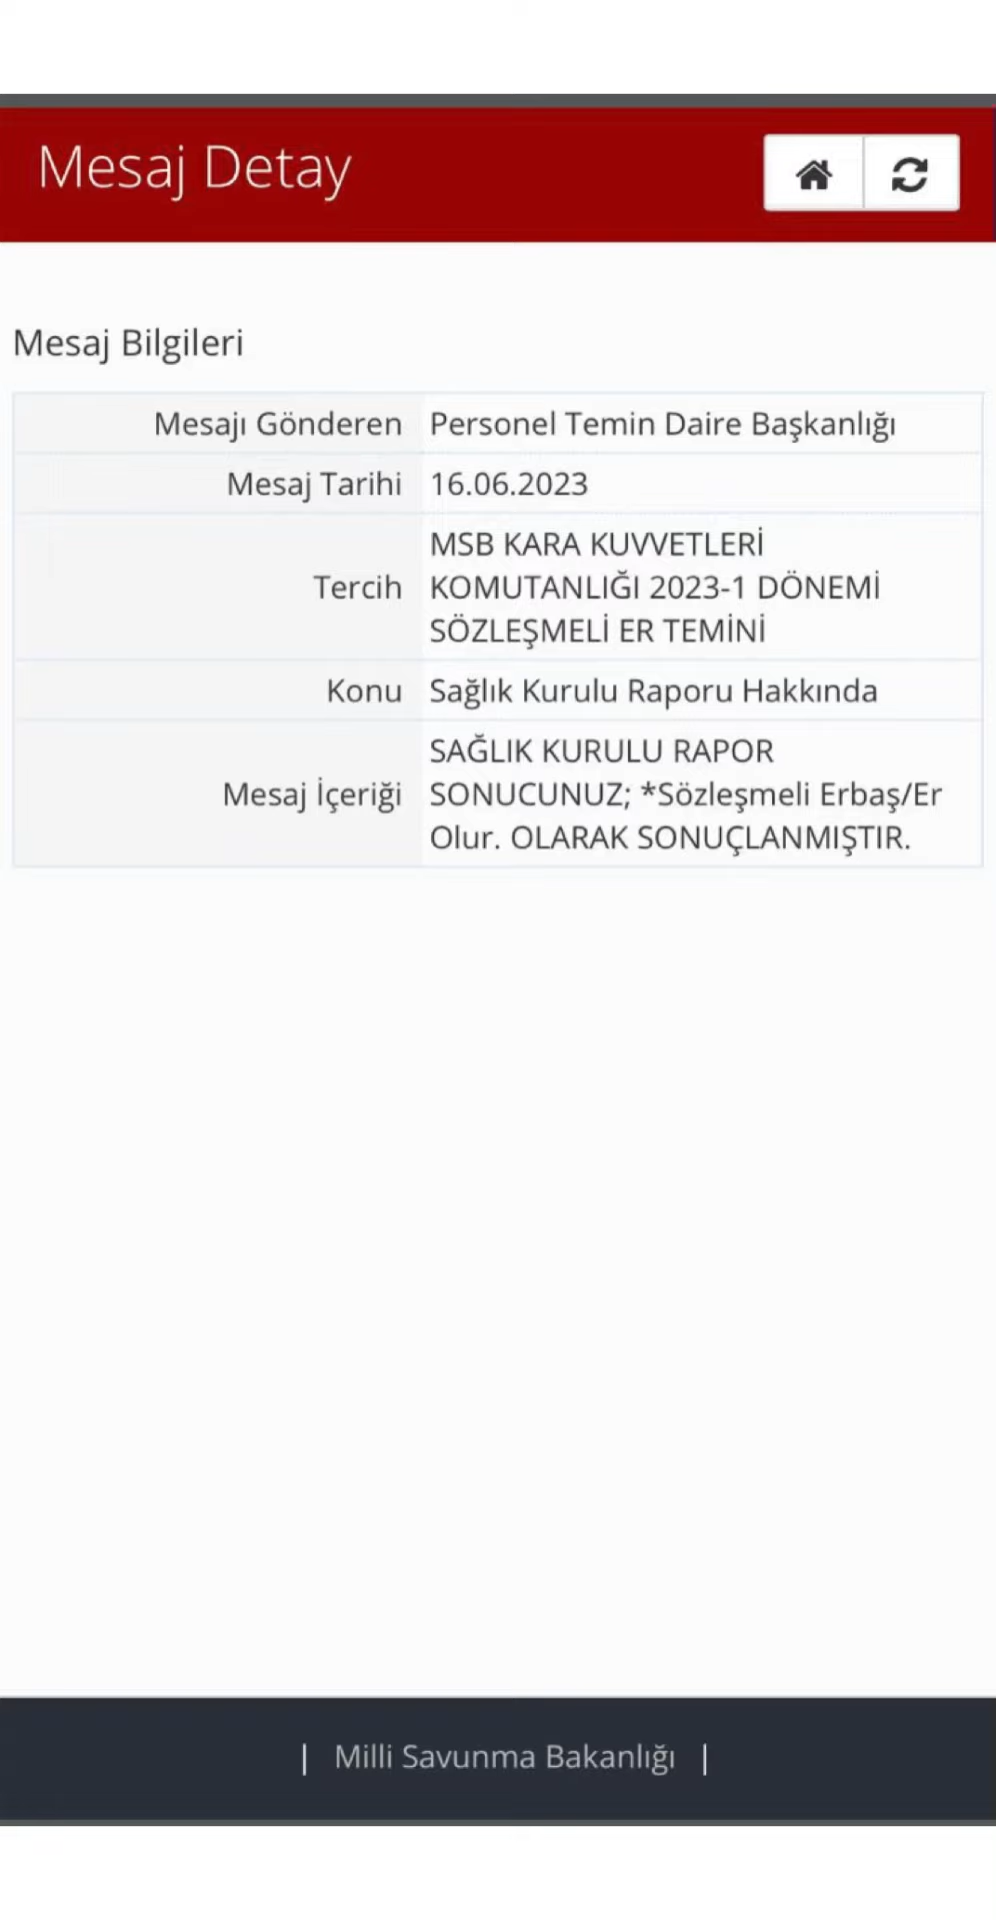 Mesaj Detay
Mesaj Bilgileri
Mesajı Gönderen Personel Temin Daire Başkanlığı
Mesaj Tarihi 16.06.2023
MSB KARA KUVVETLERİ
Tercih KOMUTANLIĞI 2023-1 DÖNEMİ
SÖZLEŞMELİ ER TEMİNİ
Konu Sağlık Kurulu Raporu Hakkında
SAĞLIK KURULU RAPOR
Mesaj İçeriği SONUCUNUZ; *Sözleşmeli Erbaş/Er
Olur. OLARAK SONUÇLANMIŞTIR.
| Milli Savunma Bakanlığı |